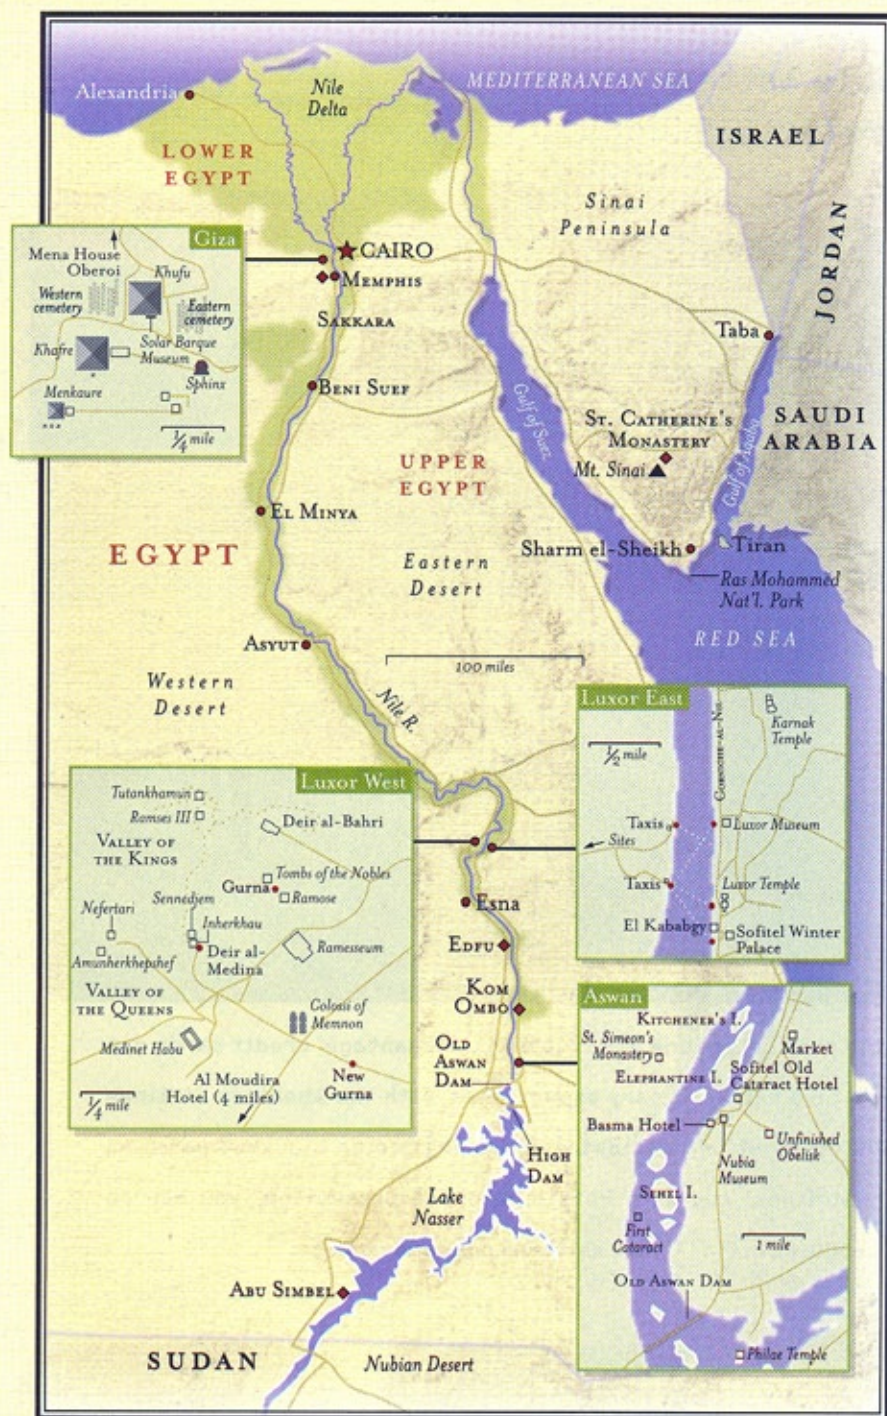 MEDITERRANEAN SEA
Alexandria
Nile
Delta
ISRAEL
LOWER
EGYPT
Sinai
Peninsula
JORDAN
CAIRO
MEMPHIS
SAKKARA
Taba
BENI SUEF
Gulf of Suez
ST. CATHERINE'S
MONASTERY
Mt. Sinai
Gulf of Aqaba
SAUDI
ARABIA
UPPER
EGYPT
EL MINYA
EGYPT
Eastern
Desert
Sharm el-Sheikh
Tiran
Ras Mohammed
Nat'l. Park
RED SEA
ASYUT
100 miles
Western
Desert
Nile R.
Esna
EDFU
KOM
OMBO
OLD
ASWAN
DAM
HIGH
DAM
Lake
Nasser
ABU SIMBEL
SUDAN
Nubian Desert
Giza
Mena House
Oberoi
Khufu
Western
cemetery
Eastern
cemetery
Khafre
Solar Barque
Museum
Sphinx
Menkaure
1/4 mile
Luxor West
Tutankhamun
Ramses III
Deir al-Bahri
VALLEY OF
THE KINGS
Tombs of the Nobles
Gurna
Ramose
Sennedjem
Nefertari
Inherkhau
Amunherkhepshef
Deir al-
Medina
Ramesseum
VALLEY OF
THE QUEENS
Colossi of
Memnon
Medinet Habu
Al Moudira
Hotel (4 miles)
New
Gurna
1/4 mile
Luxor East
Karnak
Temple
CORNICHE-AL-NIL
1/2 mile
Taxis
Luxor Museum
Sites
Taxis
Luxor Temple
El Kababgy
Sofitel Winter
Palace
Aswan
KITCHENER'S I.
St. Simeon's
Monastery
Market
ELEPHANTINE I.
Sofitel Old
Cataract Hotel
Basma Hotel
Unfinished
Obelisk
Nubia
Museum
SEHEL I.
First
Cataract
1 mile
OLD ASWAN DAM
Philae Temple